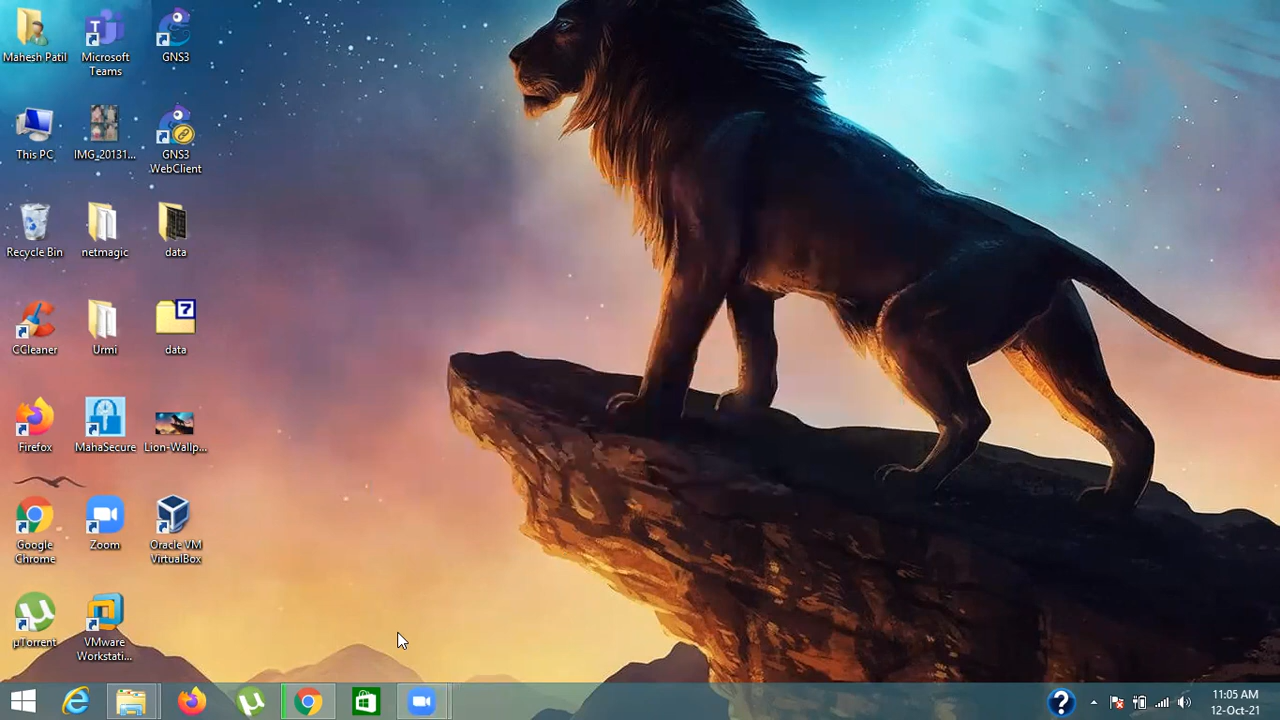 Mahesh Patil
Microsoft
Teams
GNS3
This PC
IMG_20131...
GNS3
WebClient
Recycle Bin
netmagic
data
CCleaner
Urmi
data
Firefox
MahaSecure
Lion-Wallp...
Google
Chrome
Zoom
Oracle VM
VirtualBox
µTorrent
VMware
Workstati...
11:05 AM
12-Oct-21